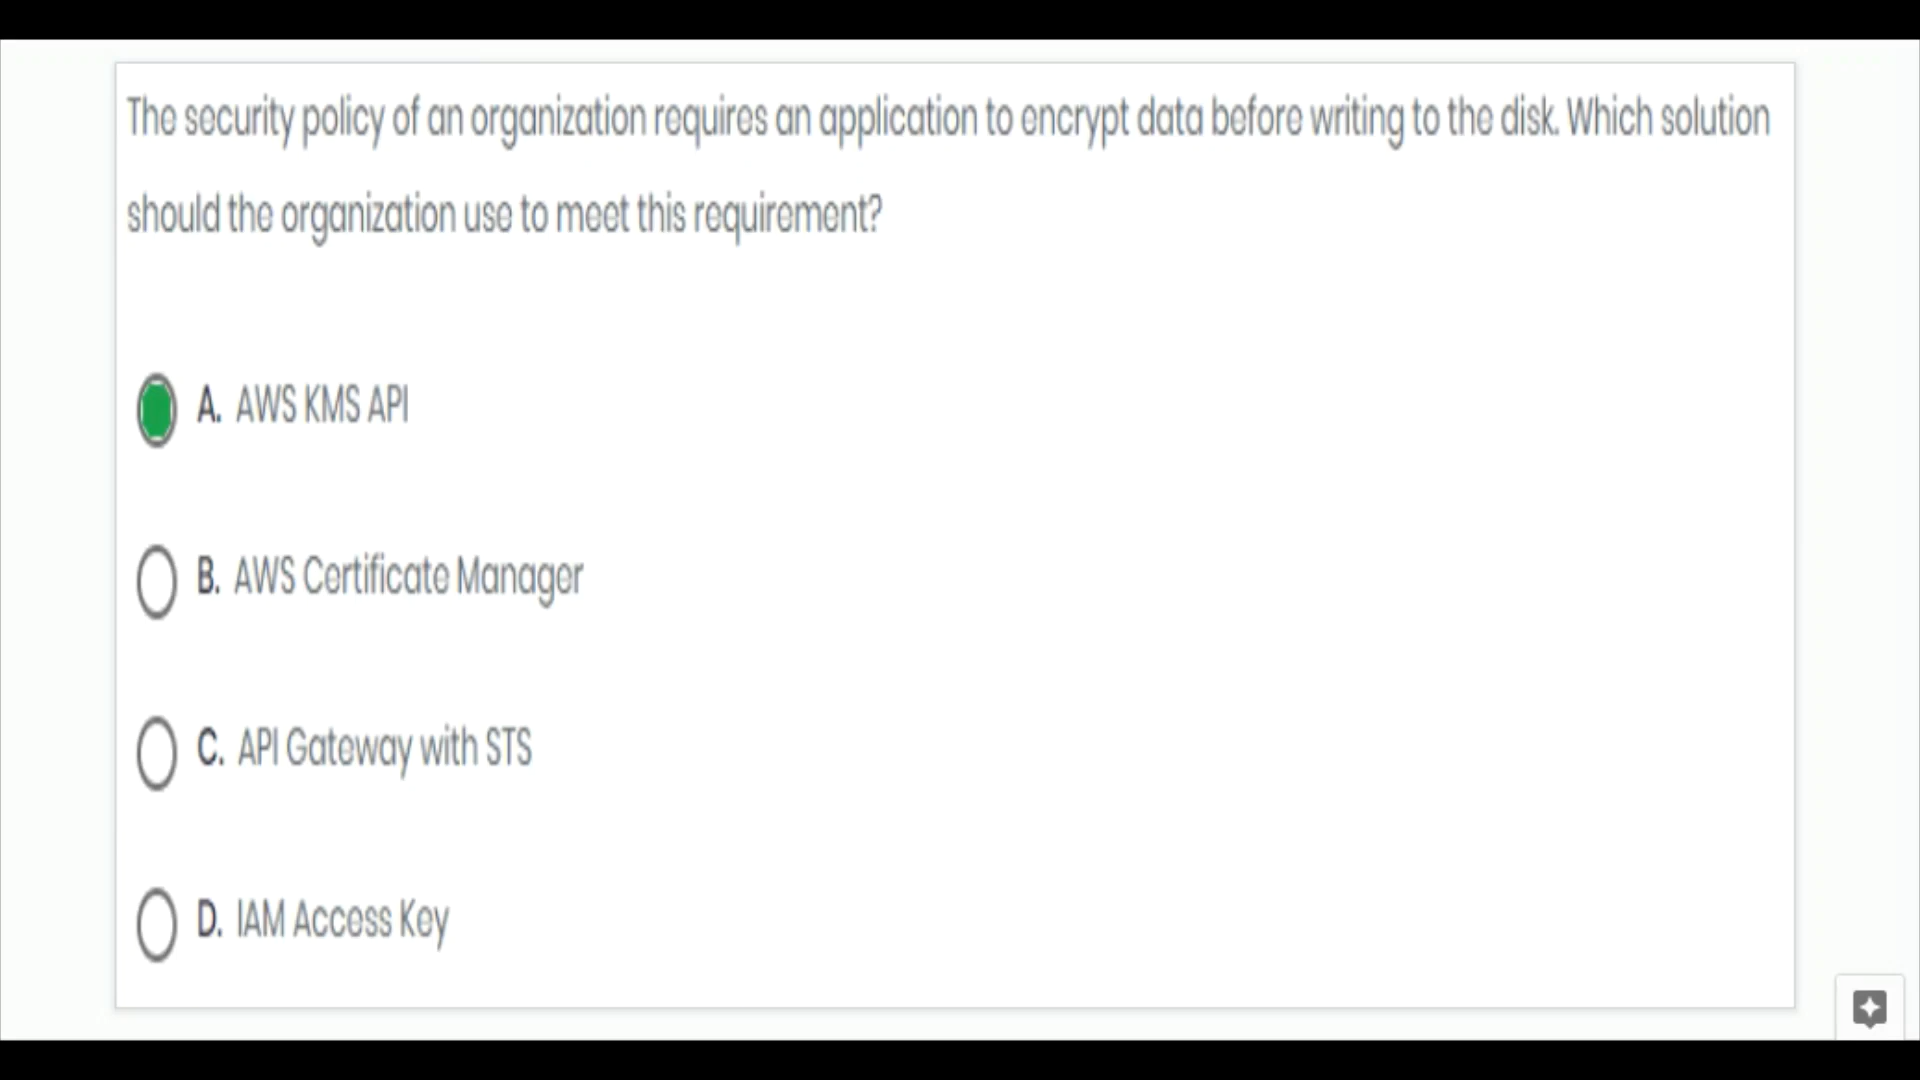 The security policy of an organization requires an application to encrypt data before writing to the disk. Which solution
should the organization use to meet this requirement?
A. AWS KMS API
B. AWS Certificate Manager
C. API Gateway with STS
D. IAM Access Key